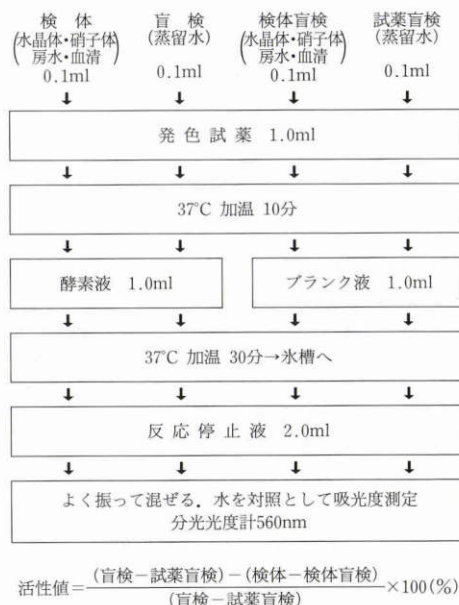 検体 盲検 検体盲検 試薬盲検
(水晶体・硝子体 房水・血清) (蒸留水) (水晶体・硝子体 房水・血清) (蒸留水)
0.1ml 0.1ml 0.1ml 0.1ml
↓ ↓ ↓ ↓
発色試薬 1.0ml
↓ ↓ ↓ ↓
37℃ 加温 10分
↓ ↓ ↓ ↓
酵素液 1.0ml ブランク液 1.0ml
↓ ↓ ↓ ↓
37℃ 加温 30分→氷槽へ
↓ ↓ ↓ ↓
反応停止液 2.0ml
↓ ↓ ↓ ↓
よく振って混ぜる．水を対照として吸光度測定
分光光度計560nm
活性値=(盲検−試薬盲検)−(検体−検体盲検)/(盲検−試薬盲検)×100(%)